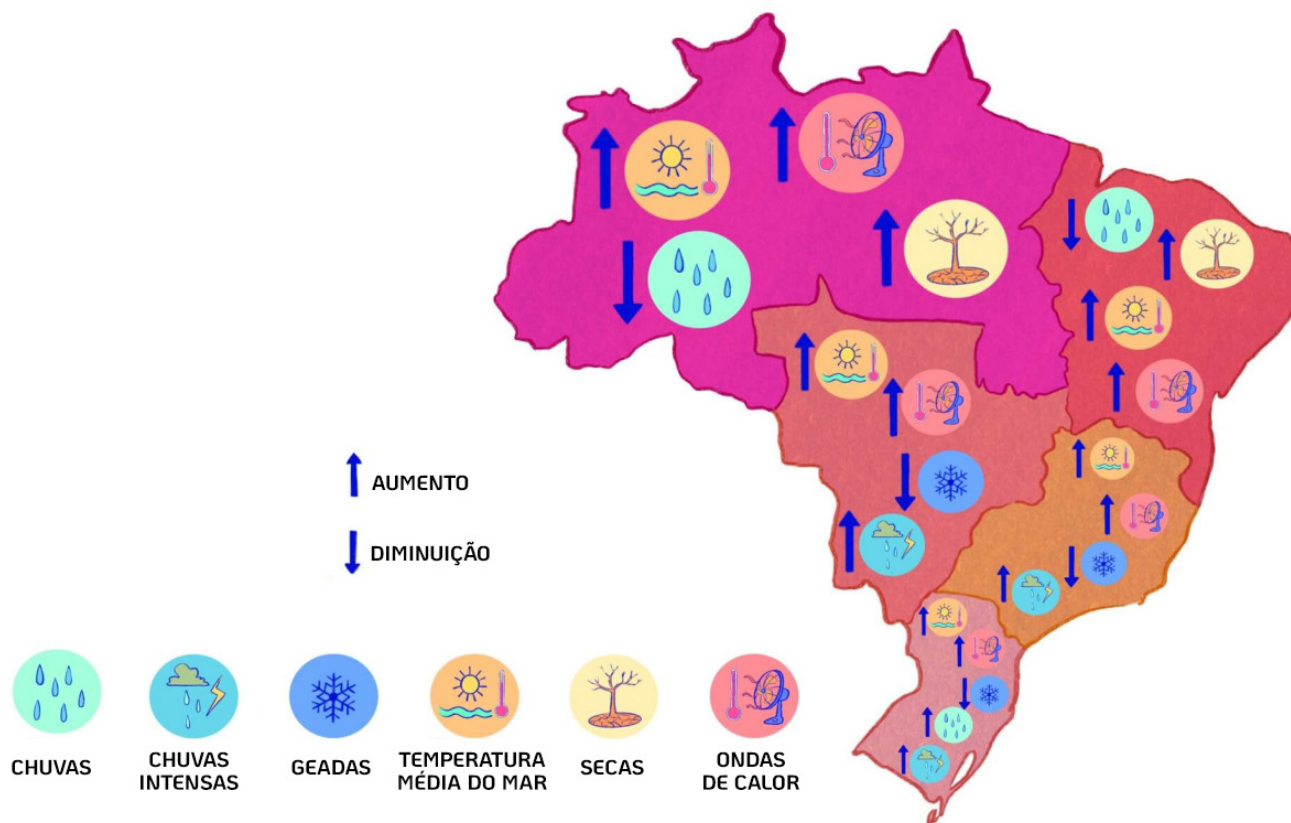 AUMENTO
DIMINUIÇÃO
CHUVAS
CHUVAS
INTENSAS
GEADAS
TEMPERATURA
MÉDIA DO MAR
SECAS
ONDAS
DE CALOR